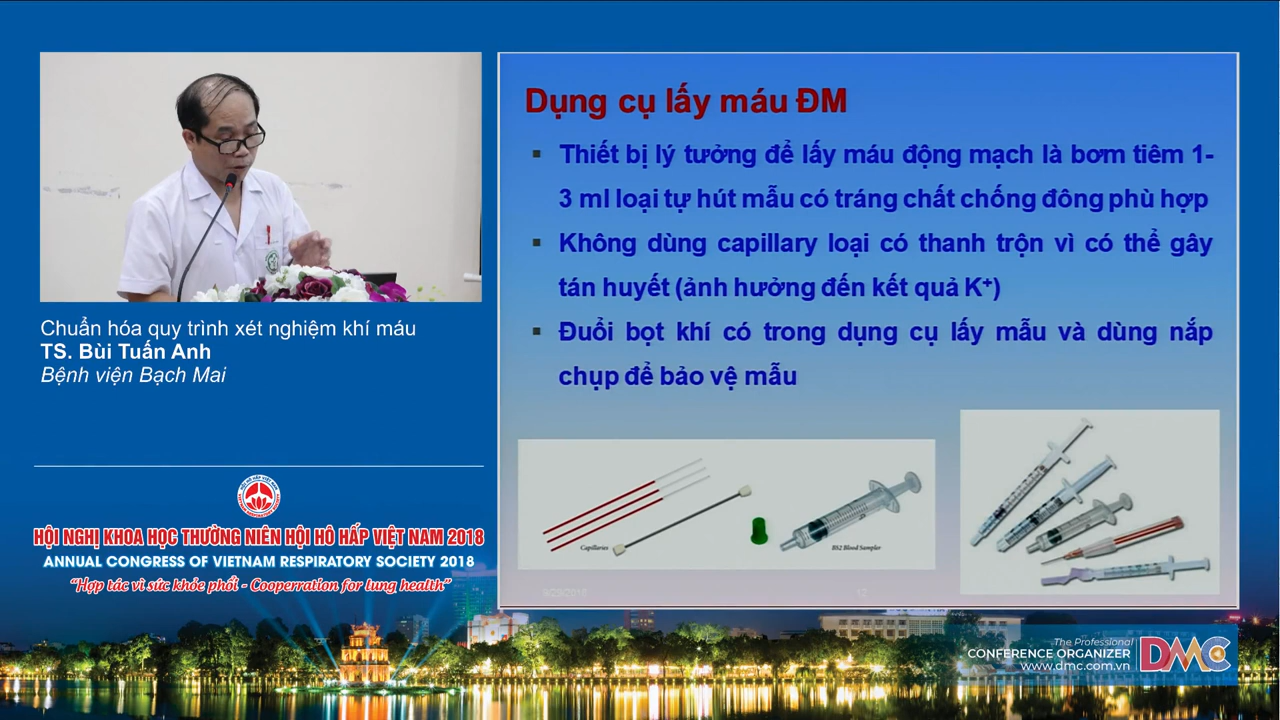 Chuẩn hóa quy trình xét nghiệm khí máu
TS. Bùi Tuấn Anh
Bệnh viện Bạch Mai
HỘI NGHỊ KHOA HỌC THƯỜNG NIÊN HỘI HÔ HẤP VIỆT NAM 2018
ANNUAL CONGRESS OF VIETNAM RESPIRATORY SOCIETY 2018
“Hợp tác vì sức khỏe phổi - Cooperration for lung health”
Dụng cụ lấy máu ĐM
▪ Thiết bị lý tưởng để lấy máu động mạch là bơm tiêm 1-
3 ml loại tự hút mẫu có tráng chất chống đông phù hợp
▪ Không dùng capillary loại có thanh trộn vì có thể gây
tán huyết (ảnh hưởng đến kết quả K⁺)
▪ Đuổi bọt khí có trong dụng cụ lấy mẫu và dùng nắp
chụp để bảo vệ mẫu
Capillaries
BS2 Blood Sampler
9/29/2018
12
The Professional
CONFERENCE ORGANIZER
www.dmc.com.vn
DMC